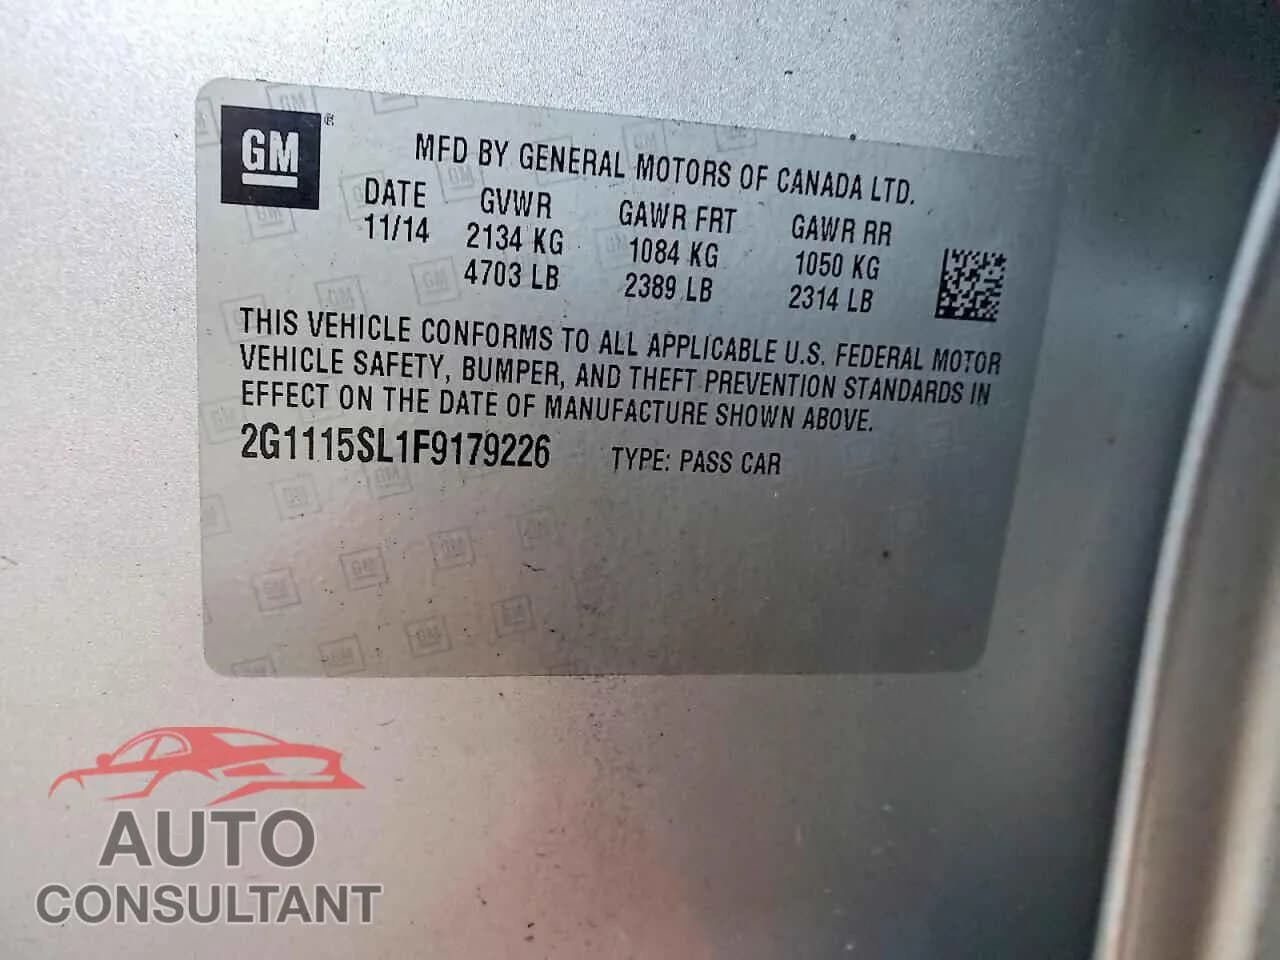 GM
MFD BY GENERAL MOTORS OF CANADA LTD.
DATE GVWR GAWR FRT GAWR RR
11/14 2134 KG 1084 KG 1050 KG
4703 LB 2389 LB 2314 LB
THIS VEHICLE CONFORMS TO ALL APPLICABLE U.S. FEDERAL MOTOR
VEHICLE SAFETY, BUMPER, AND THEFT PREVENTION STANDARDS IN
EFFECT ON THE DATE OF MANUFACTURE SHOWN ABOVE.
2G1115SL1F9179226 TYPE: PASS CAR
AUTO
CONSULTANT